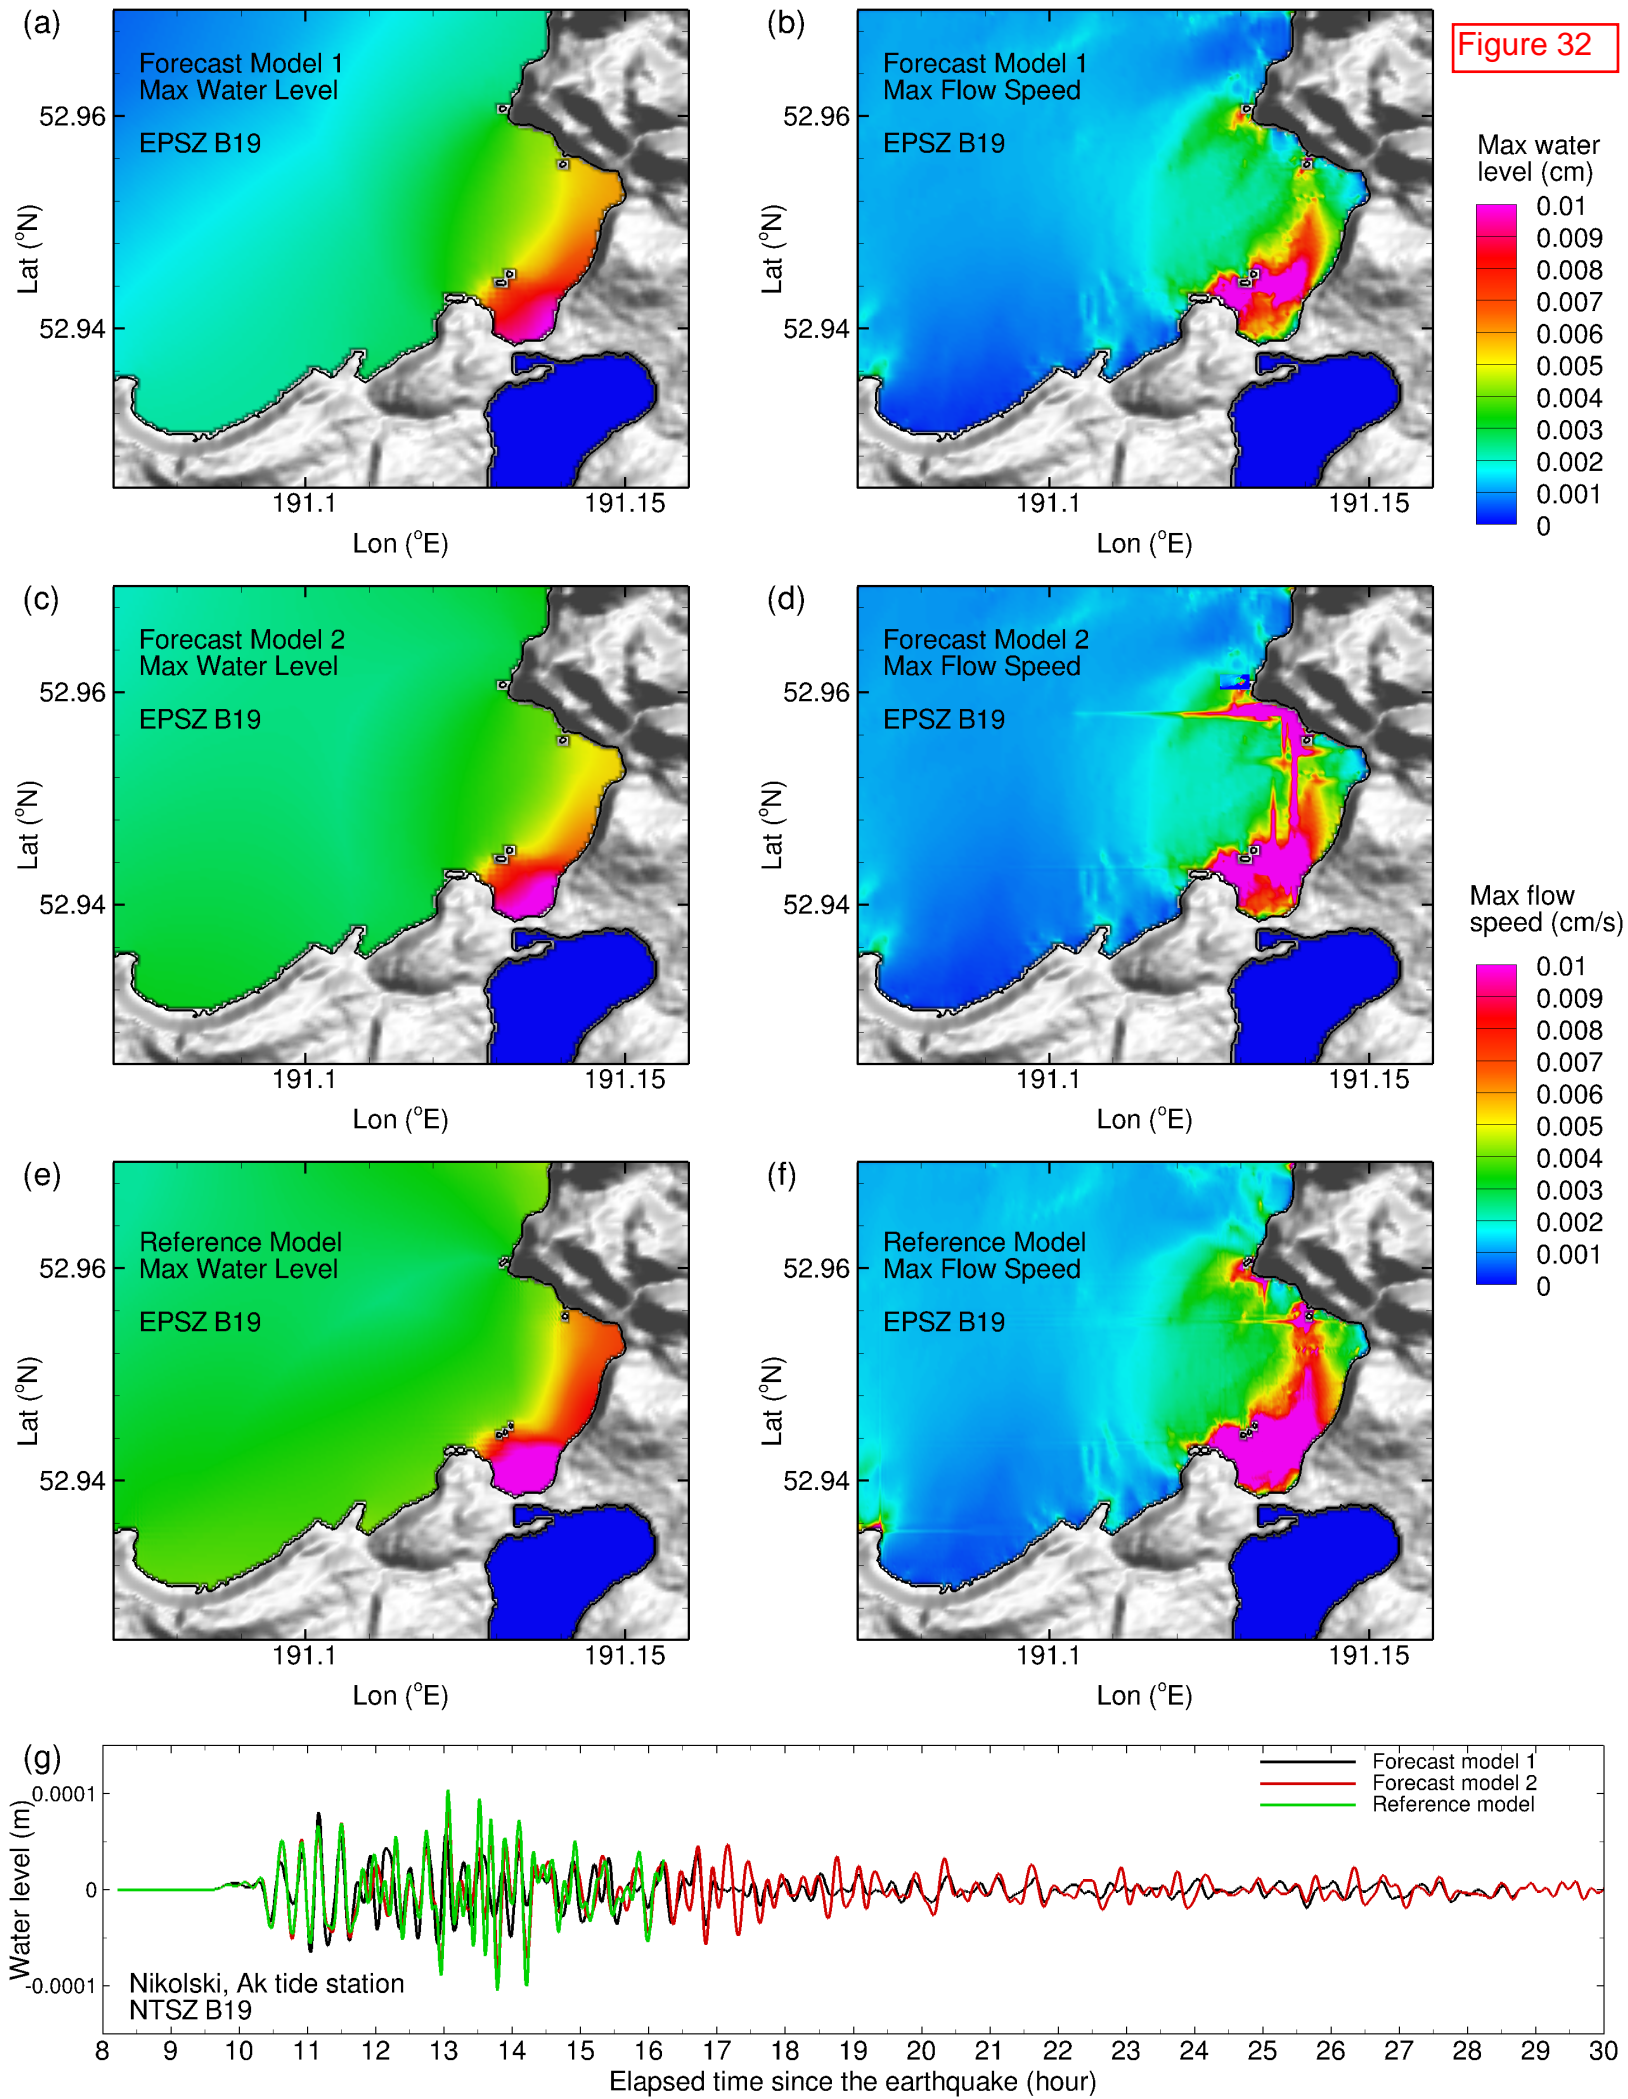 (a)
Forecast Model 1
Max Water Level
EPSZ B19
52.96
52.94
Lat (°N)
191.1
191.15
Lon (°E)
(b)
Forecast Model 1
Max Flow Speed
EPSZ B19
52.96
52.94
Lat (°N)
191.1
191.15
Lon (°E)
Figure 32
Max water
level (cm)
0.01
0.009
0.008
0.007
0.006
0.005
0.004
0.003
0.002
0.001
0
(c)
Forecast Model 2
Max Water Level
EPSZ B19
52.96
52.94
Lat (°N)
191.1
191.15
Lon (°E)
(d)
Forecast Model 2
Max Flow Speed
EPSZ B19
52.96
52.94
Lat (°N)
191.1
191.15
Lon (°E)
Max flow
speed (cm/s)
0.01
0.009
0.008
0.007
0.006
0.005
0.004
0.003
0.002
0.001
0
(e)
Reference Model
Max Water Level
EPSZ B19
52.96
52.94
Lat (°N)
191.1
191.15
Lon (°E)
(f)
Reference Model
Max Flow Speed
EPSZ B19
52.96
52.94
Lat (°N)
191.1
191.15
Lon (°E)
(g)
Forecast model 1
Forecast model 2
Reference model
0.0001
0
-0.0001
Water level (m)
Nikolski, Ak tide station
NTSZ B19
8 9 10 11 12 13 14 15 16 17 18 19 20 21 22 23 24 25 26 27 28 29 30
Elapsed time since the earthquake (hour)